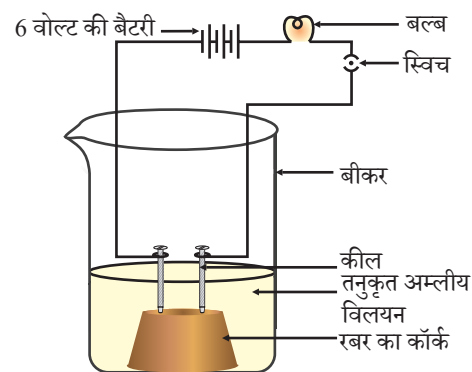 6 वोल्ट की बैटरी
बल्ब
स्विच
बीकर
कील
तनुकृत अम्लीय
विलयन
रबर का कॉर्क